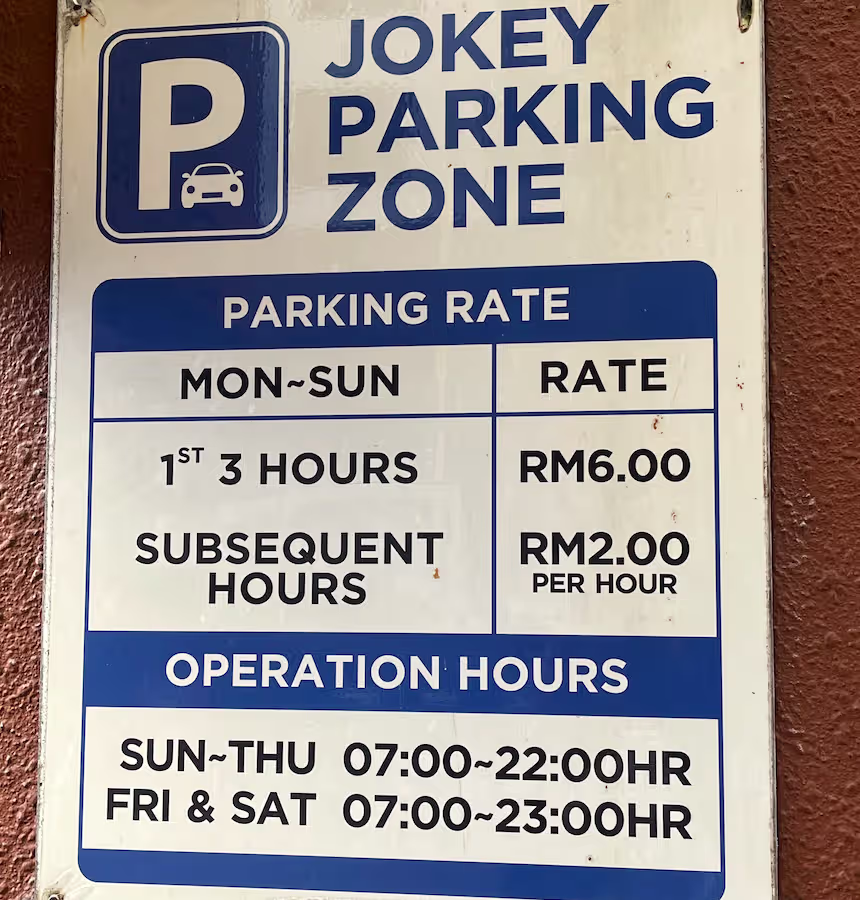 P
JOKEY
PARKING
ZONE
PARKING RATE
MON~SUN RATE
1ST 3 HOURS RM6.00
SUBSEQUENT HOURS RM2.00 PER HOUR
OPERATION HOURS
SUN~THU 07:00~22:00HR
FRI & SAT 07:00~23:00HR